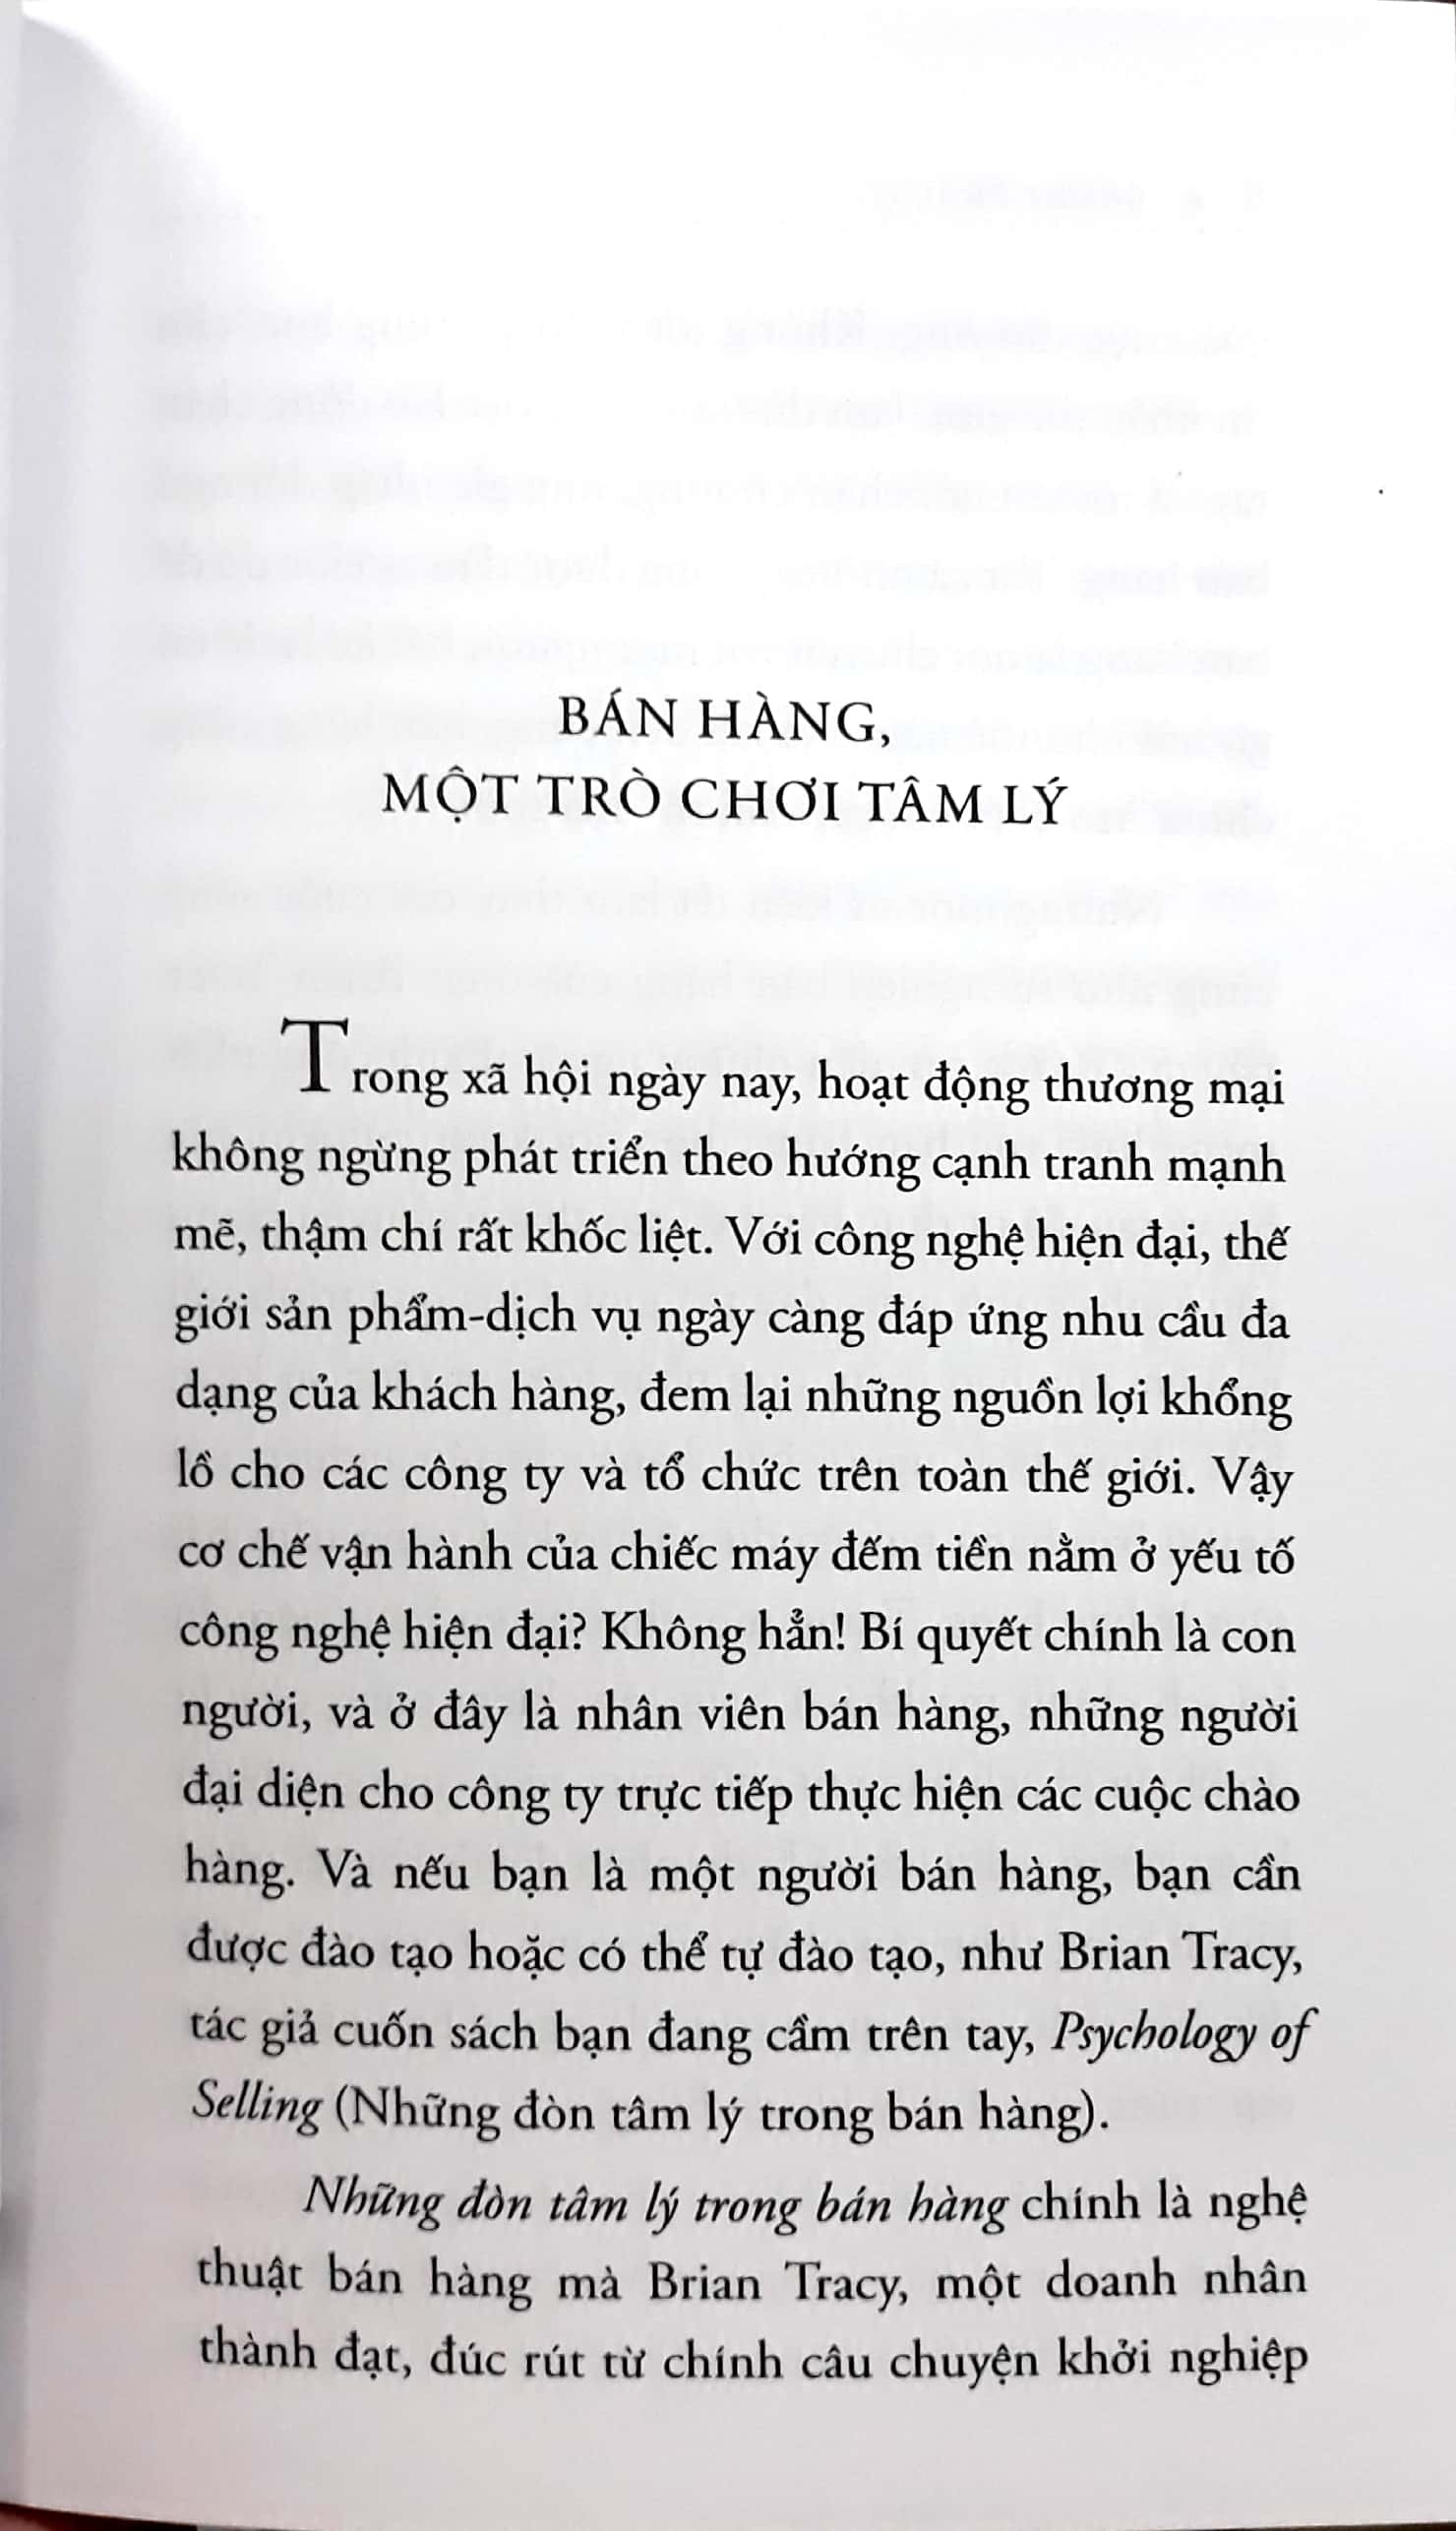 BÁN HÀNG,
MỘT TRÒ CHƠI TÂM LÝ
Trong xã hội ngày nay, hoạt động thương mại
không ngừng phát triển theo hướng cạnh tranh mạnh
mẽ, thậm chí rất khốc liệt. Với công nghệ hiện đại, thế
giới sản phẩm-dịch vụ ngày càng đáp ứng nhu cầu đa
dạng của khách hàng, đem lại những nguồn lợi khổng
lồ cho các công ty và tổ chức trên toàn thế giới. Vậy
cơ chế vận hành của chiếc máy đếm tiền nằm ở yếu tố
công nghệ hiện đại? Không hẳn! Bí quyết chính là con
người, và ở đây là nhân viên bán hàng, những người
đại diện cho công ty trực tiếp thực hiện các cuộc chào
hàng. Và nếu bạn là một người bán hàng, bạn cần
được đào tạo hoặc có thể tự đào tạo, như Brian Tracy,
tác giả cuốn sách bạn đang cầm trên tay, Psychology of
Selling (Những đòn tâm lý trong bán hàng).
Những đòn tâm lý trong bán hàng chính là nghệ
thuật bán hàng mà Brian Tracy, một doanh nhân
thành đạt, đúc rút từ chính câu chuyện khởi nghiệp